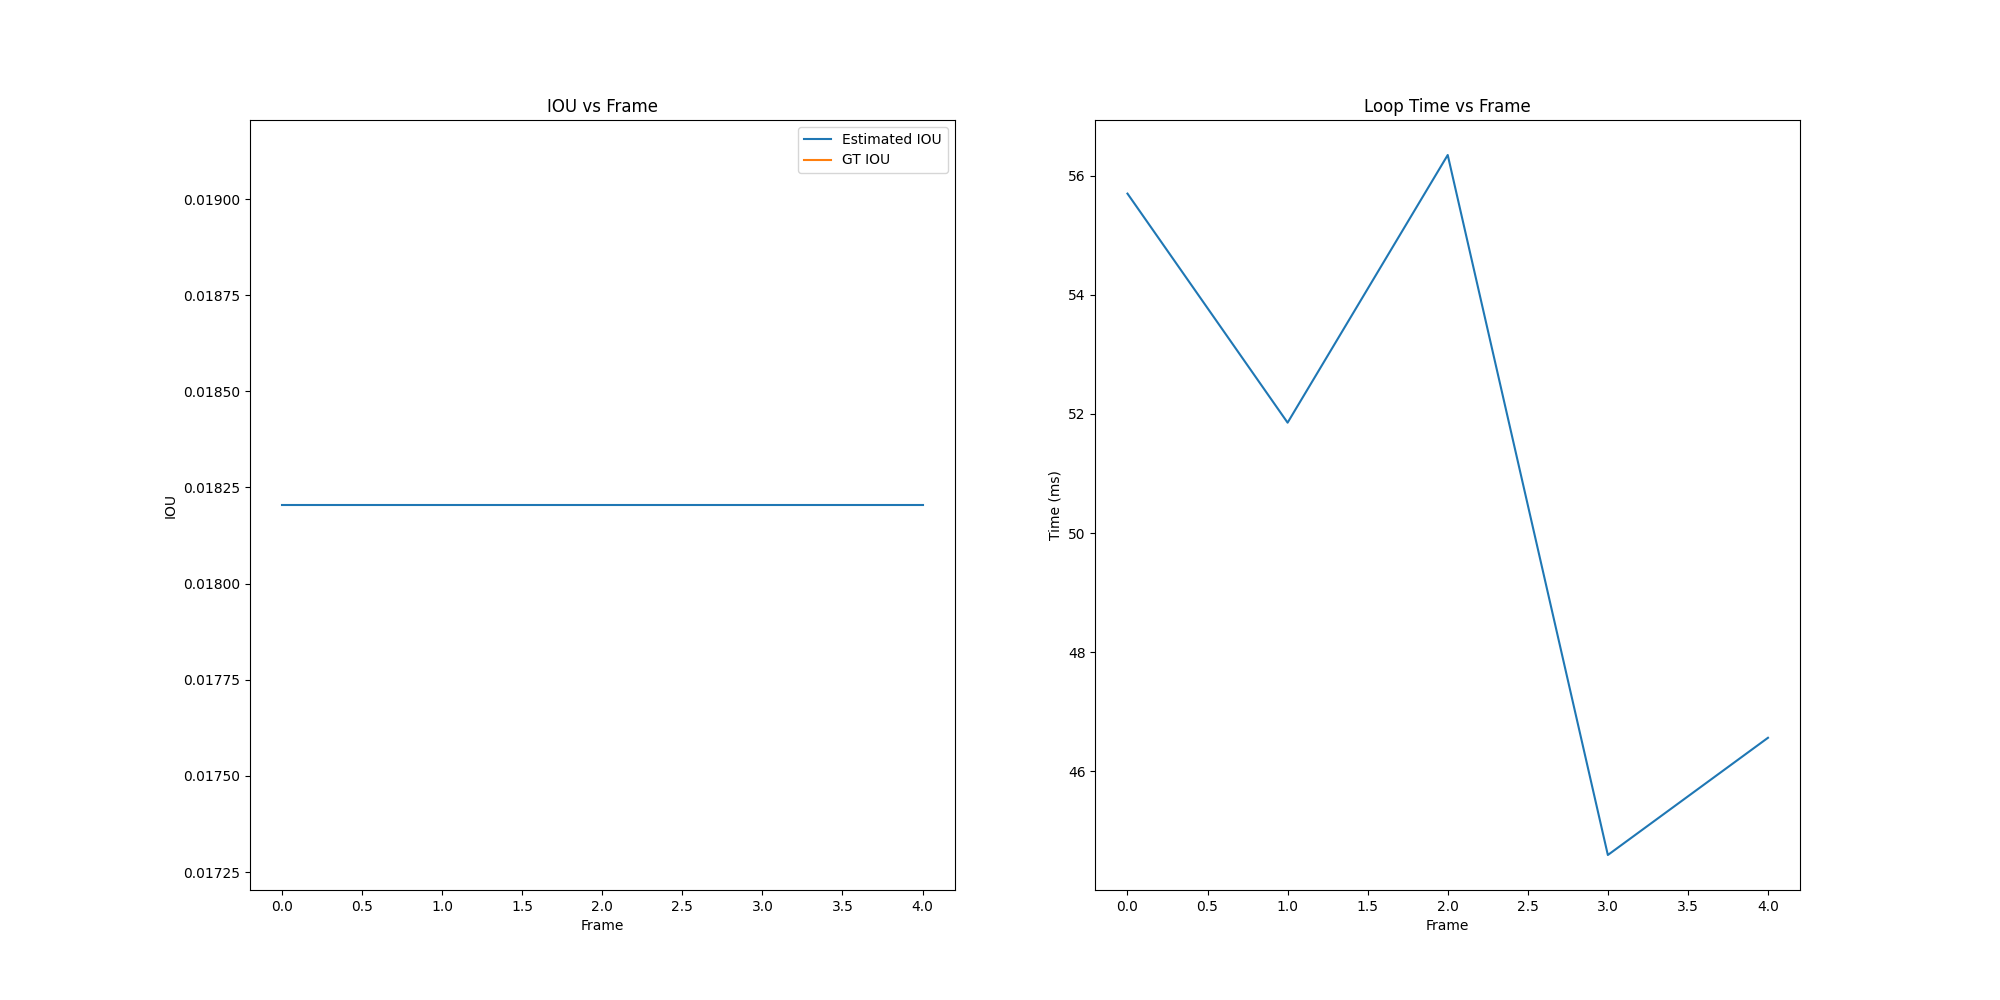 IOU vs Frame
Estimated IOU
GT IOU
0.01900
0.01875
0.01850
0.01825
0.01800
0.01775
0.01750
0.01725
IOU
0.0 0.5 1.0 1.5 2.0 2.5 3.0 3.5 4.0
Frame
Loop Time vs Frame
56
54
52
50
48
46
Time (ms)
0.0 0.5 1.0 1.5 2.0 2.5 3.0 3.5 4.0
Frame